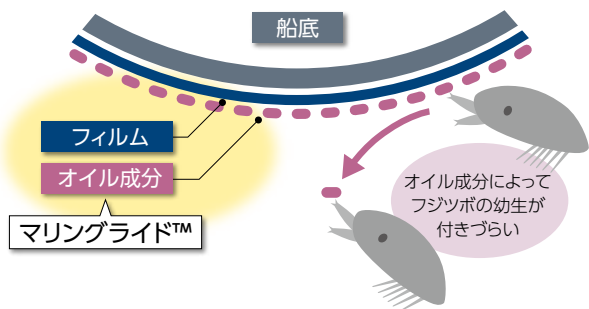 船底
フィルム
オイル成分
マリングライド™
オイル成分によって
フジツボの幼生が
付きづらい